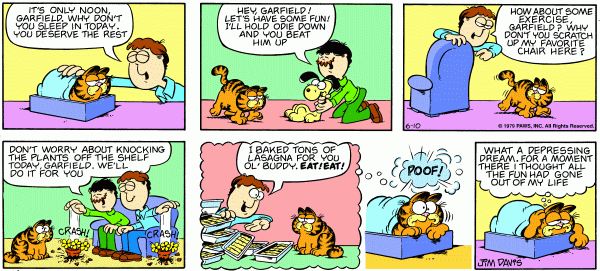 IT'S ONLY NOON,
GARFIELD. WHY DON'T
YOU SLEEP IN TODAY.
YOU DESERVE THE REST
HEY, GARFIELD!
LET'S HAVE SOME FUN!
I'LL HOLD ODIE DOWN
AND YOU BEAT
HIM UP
HOW ABOUT SOME
EXERCISE,
GARFIELD? WHY
DON'T YOU SCRATCH
UP MY FAVORITE
CHAIR HERE?
6-10
© 1979 PAWS, INC. All Rights Reserved.
DON'T WORRY ABOUT KNOCKING
THE PLANTS OFF THE SHELF
TODAY, GARFIELD. WE'LL
DO IT FOR YOU
CRASH!
CRASH!
I BAKED TONS OF
LASAGNA FOR YOU
OL' BUDDY. EAT! EAT!
POOF!
WHAT A DEPRESSING
DREAM. FOR A MOMENT
THERE I THOUGHT ALL
THE FUN HAD GONE
OUT OF MY LIFE
JIM DAVIS